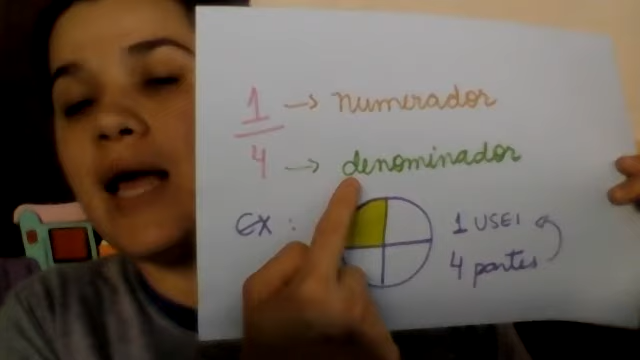 1 → numerador
4 → denominador
EX :
1 USEI
4 partes